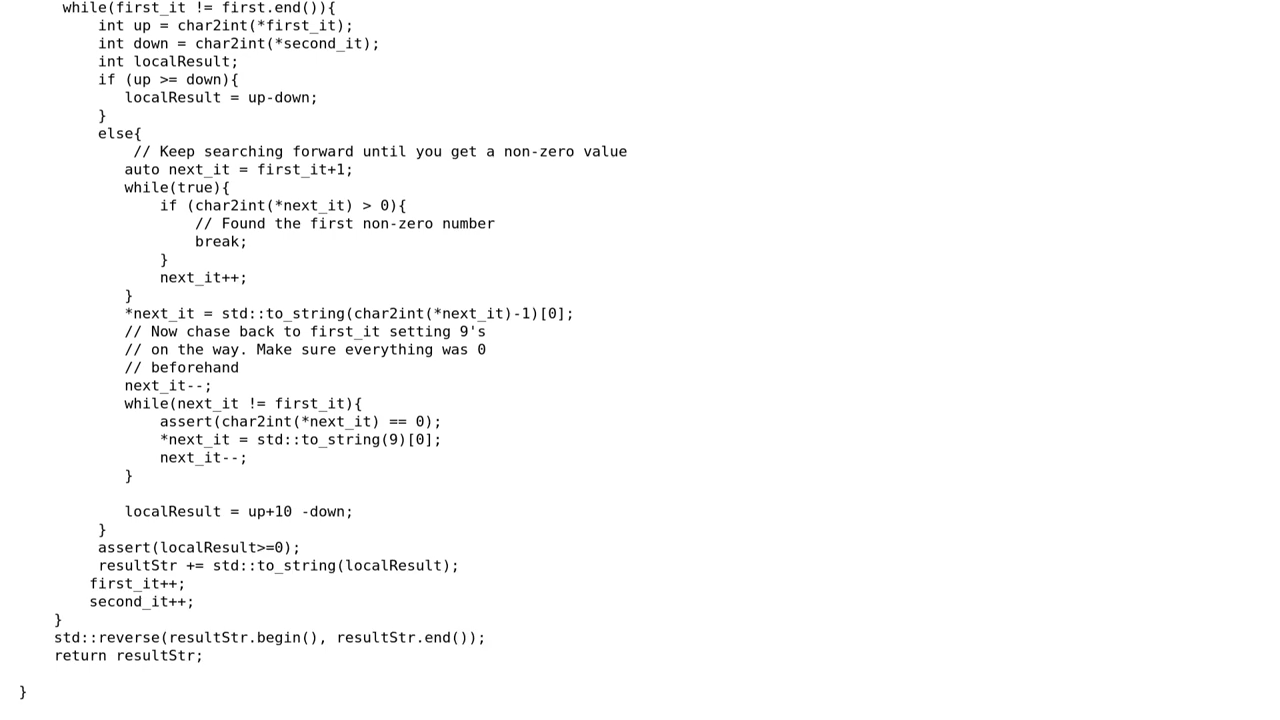 while(first_it != first.end()){
int up = char2int(*first_it);
int down = char2int(*second_it);
int localResult;
if (up >= down){
localResult = up-down;
}
else{
// Keep searching forward until you get a non-zero value
auto next_it = first_it+1;
while(true){
if (char2int(*next_it) > 0){
// Found the first non-zero number
break;
}
next_it++;
}
*next_it = std::to_string(char2int(*next_it)-1)[0];
// Now chase back to first_it setting 9's
// on the way. Make sure everything was 0
// beforehand
next_it--;
while(next_it != first_it){
assert(char2int(*next_it) == 0);
*next_it = std::to_string(9)[0];
next_it--;
}
localResult = up+10 -down;
}
assert(localResult>=0);
resultStr += std::to_string(localResult);
first_it++;
second_it++;
}
std::reverse(resultStr.begin(), resultStr.end());
return resultStr;
}